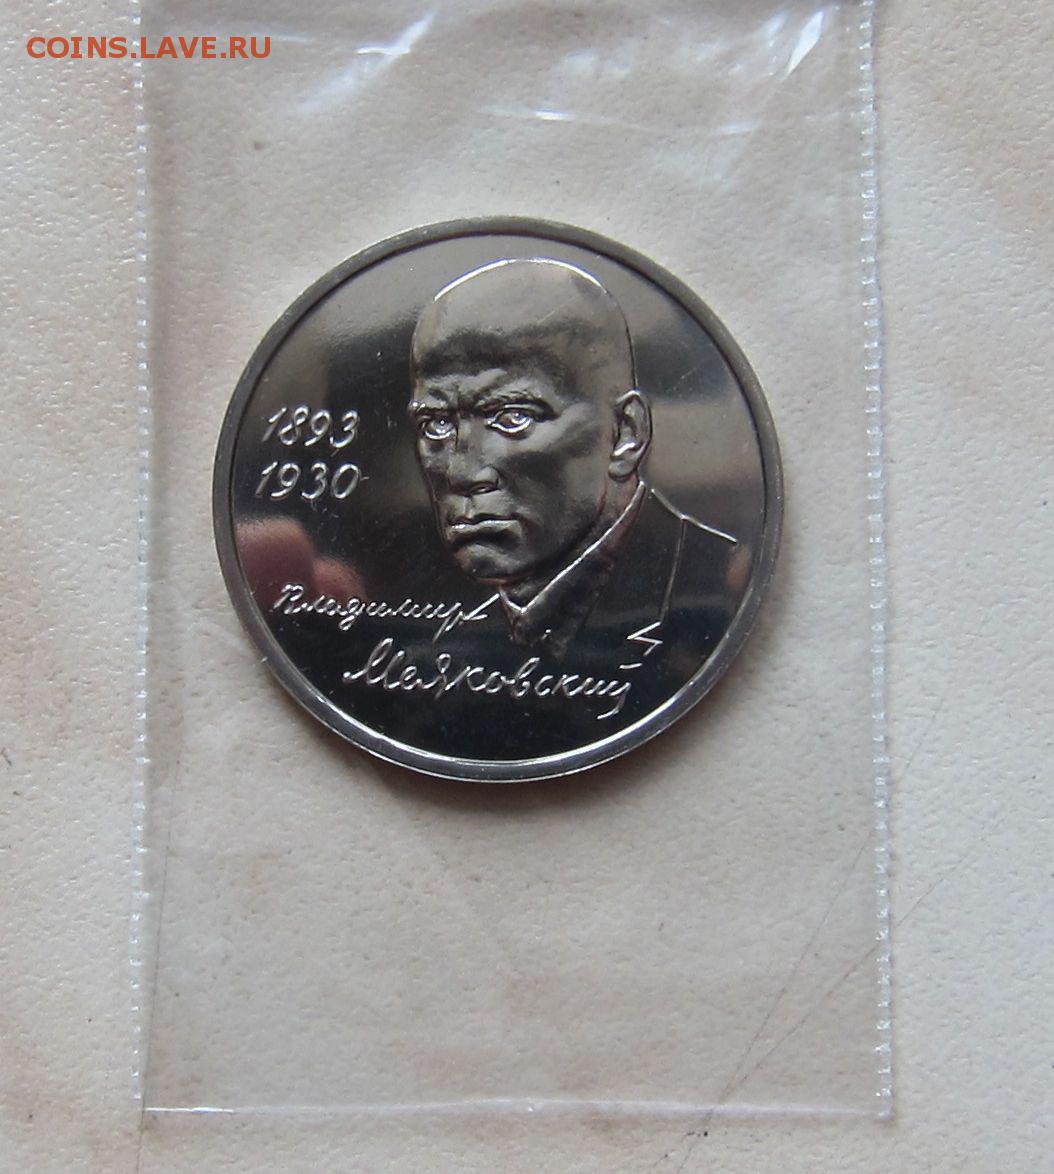 COINS.LAVE.RU
1893
1930
Владимир
Маяковский